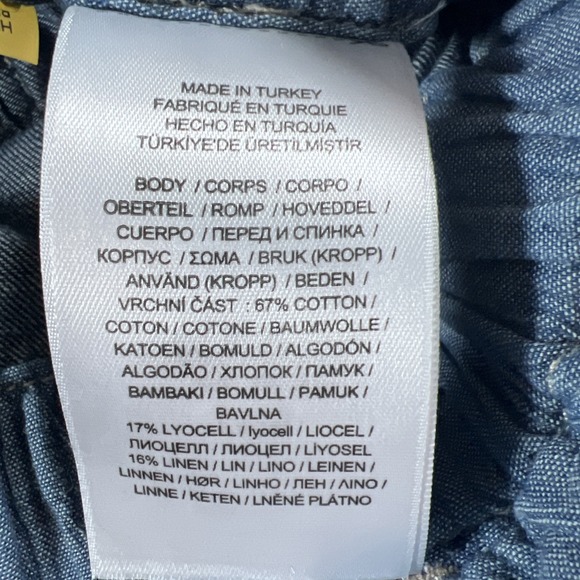 MADE IN TURKEY
FABRIQUÉ EN TURQUIE
HECHO EN TURQUÍA
TÜRKİYE'DE ÜRETİLMİŞTİR
BODY / CORPS / CORPO /
OBERTEIL / ROMP / HOVEDDEL /
CUERPO / ПЕРЕД И СПИНКА /
КОРПУС / ΣΩΜΑ / BRUK (KROPP) /
ANVÄND (KROPP) / BEDEN /
VRCHNÍ ČÁST : 67% COTTON /
COTON / COTONE / BAUMWOLLE /
KATOEN / BOMULD / ALGODÓN /
ALGODÃO / ХЛОПОК / ПАМУК /
BAMBAKI / BOMULL / PAMUK /
BAVLNA
17% LYOCELL / lyocell / LIOCEL /
ЛИОЦЕЛЛ / ЛИОЦЕЛ / LİYOSEL
16% LINEN / LIN / LINO / LEINEN /
LINNEN / HØR / LINHO / ЛЕН / ΛΙΝΟ /
LINNE / KETEN / LNĚNÉ PLÁTNO